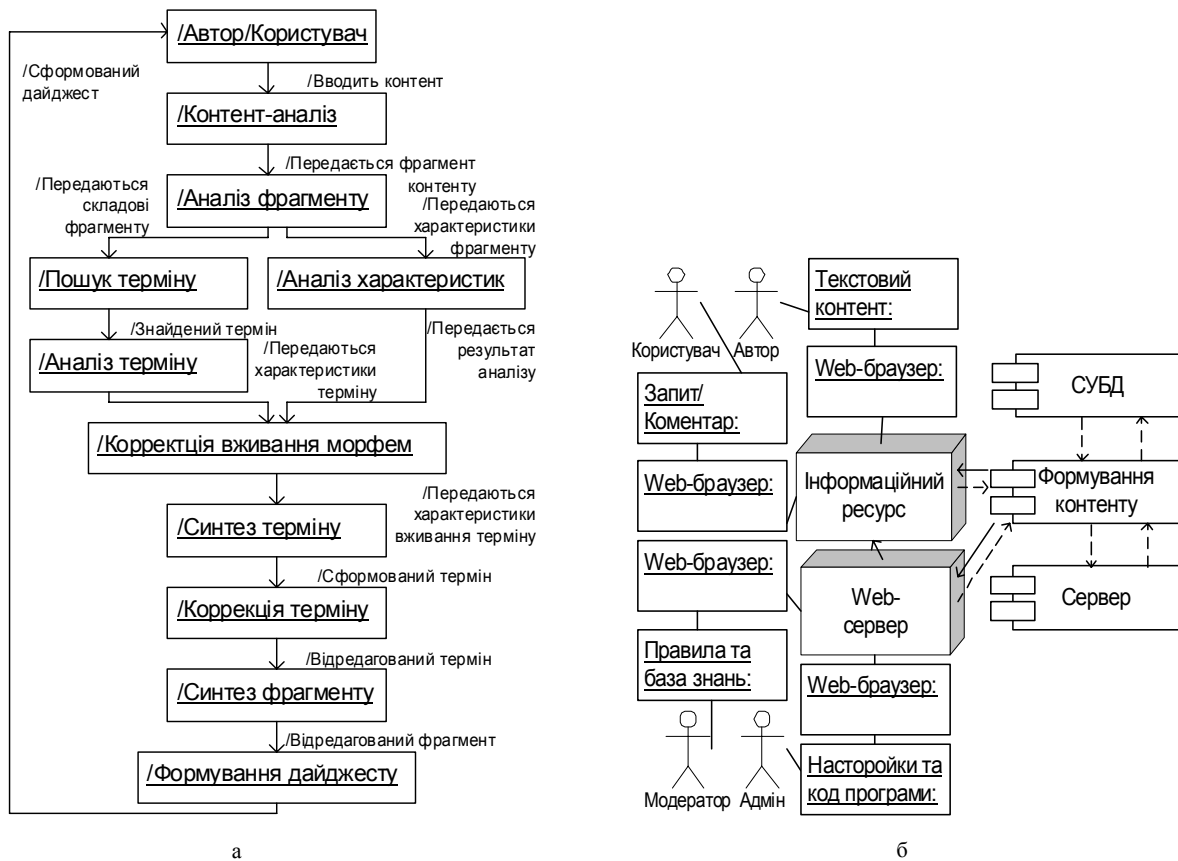 /Автор/Користувач
/Сформований
дайджест
/Вводить контент
/Контент-аналіз
/Передається фрагмент
контенту
/Передаються
складові
фрагменту
/Аналіз фрагменту
/Передаються
характеристики
фрагменту
/Пошук терміну
/Аналіз характеристик
/Знайдений термін
/Аналіз терміну
/Передаються
характеристики
терміну
/Передається
результат
аналізу
/Корректція вживання морфем
/Передаються
характеристики
вживання терміну
/Синтез терміну
/Сформований термін
/Коррекція терміну
/Відредагований термін
/Синтез фрагменту
/Відредагований фрагмент
/Формування дайджесту
а
Користувач
Автор
Текстовий
контент:
Web-браузер:
Запит/
Коментар:
Web-браузер:
Інформаційний
ресурс
СУБД
Формування
контенту
Сервер
Web-браузер:
Web-
сервер
Правила та
база знань:
Web-браузер:
Модератор
Адмін
Насторойки та
код програми:
б